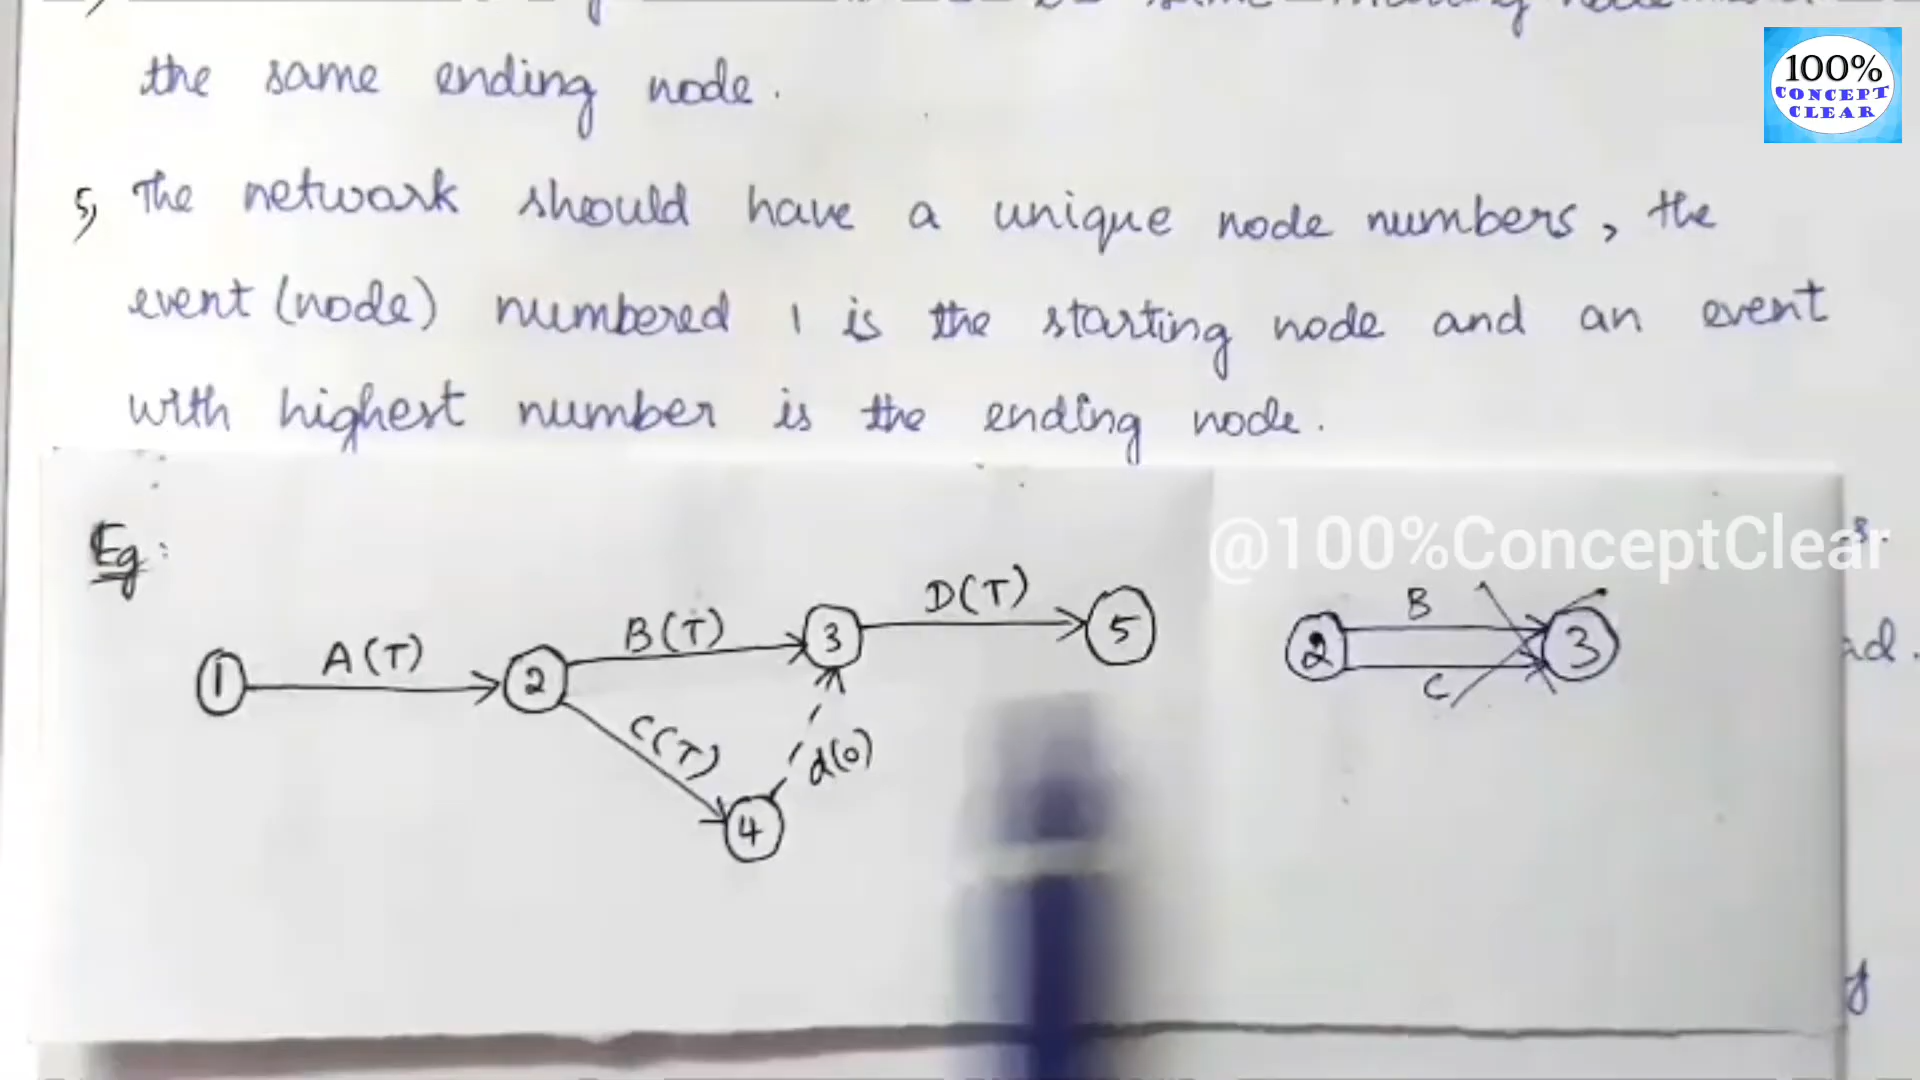 the same ending node.
100%
CONCEPT
CLEAR
5, The network should have a unique node numbers, the
event (node) numbered 1 is the starting node and an event
with highest number is the ending node.
@100%ConceptClear
Eg:
1 A(T) 2 B(T) 3 D(T) 5
C(T) 4 d(0)
2 B 3
C